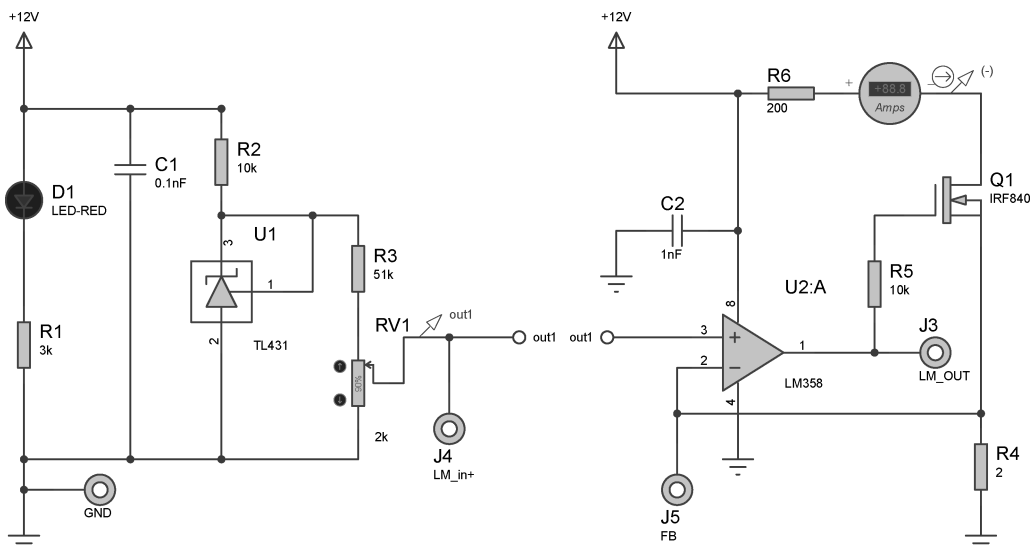 +12V
R2
10k
C1
0.1nF
D1
LED-RED
R1
3k
3
U1
1
2
TL431
R3
51k
RV1
90%
2k
out1
out1
J4
LM_in+
GND
+12V
R6
200
+
+88.8
Amps
(-)
Q1
IRF840
C2
1nF
R5
10k
U2:A
8
out1
3
2
1
4
LM358
J3
LM_OUT
R4
2
J5
FB